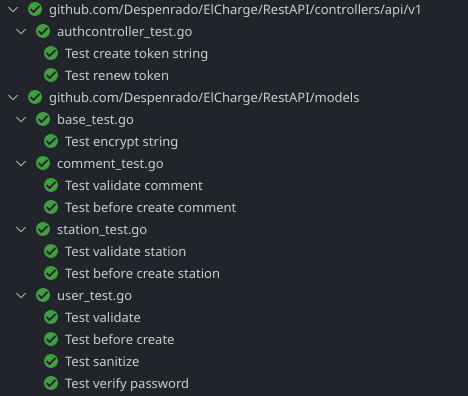 github.com/Despenrado/ElCharge/RestAPI/controllers/api/v1
authcontroller_test.go
Test create token string
Test renew token
github.com/Despenrado/ElCharge/RestAPI/models
base_test.go
Test encrypt string
comment_test.go
Test validate comment
Test before create comment
station_test.go
Test validate station
Test before create station
user_test.go
Test validate
Test before create
Test sanitize
Test verify password